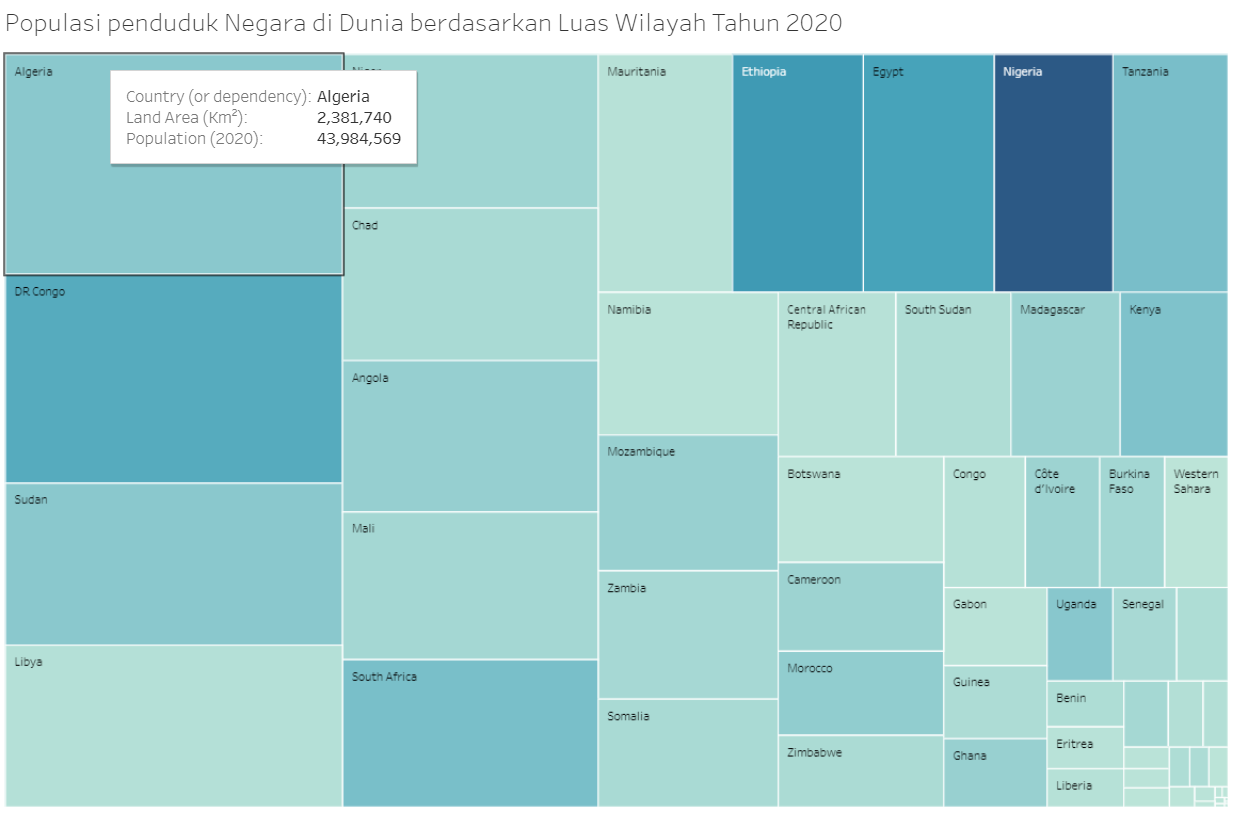 Populasi penduduk Negara di Dunia berdasarkan Luas Wilayah Tahun 2020
Algeria
Country (or dependency): Algeria
Land Area (Km²): 2,381,740
Population (2020): 43,984,569
DR Congo
Sudan
Libya
Chad
Angola
Mali
South Africa
Mauritania
Ethiopia
Egypt
Nigeria
Tanzania
Namibia
Mozambique
Zambia
Somalia
Central African
Republic
South Sudan
Madagascar
Kenya
Botswana
Cameroon
Morocco
Zimbabwe
Congo
Côte
d'Ivoire
Burkina
Faso
Western
Sahara
Gabon
Guinea
Ghana
Uganda
Senegal
Benin
Eritrea
Liberia